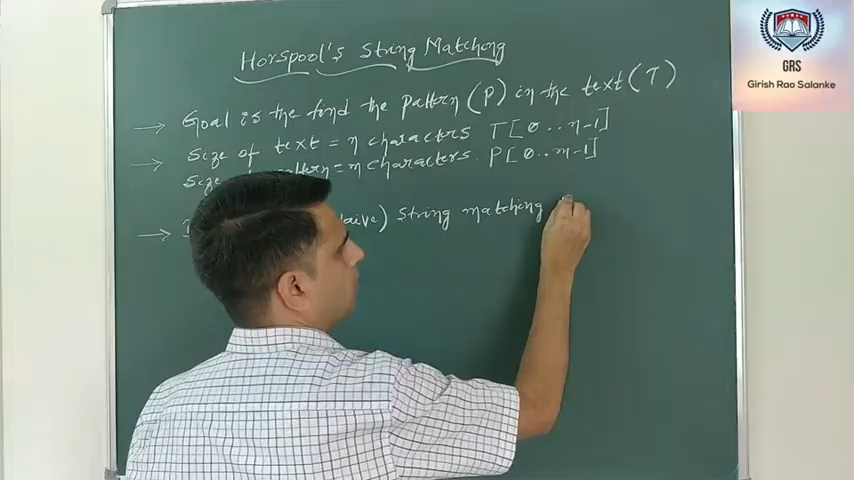 Horspool's String Matching
→ Goal is the find the pattern (P) in the text (T)
→ Size of text = n characters T[0..n-1]
Size pattern = m characters. P[0..m-1]
→ String matching
GRS
Girish Rao Salanke